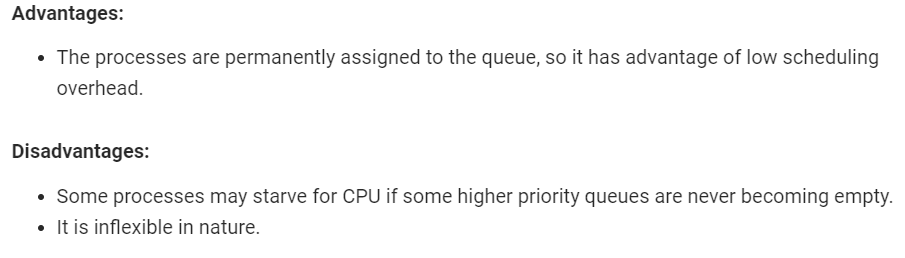 Advantages:
• The processes are permanently assigned to the queue, so it has advantage of low scheduling
overhead.
Disadvantages:
• Some processes may starve for CPU if some higher priority queues are never becoming empty.
• It is inflexible in nature.